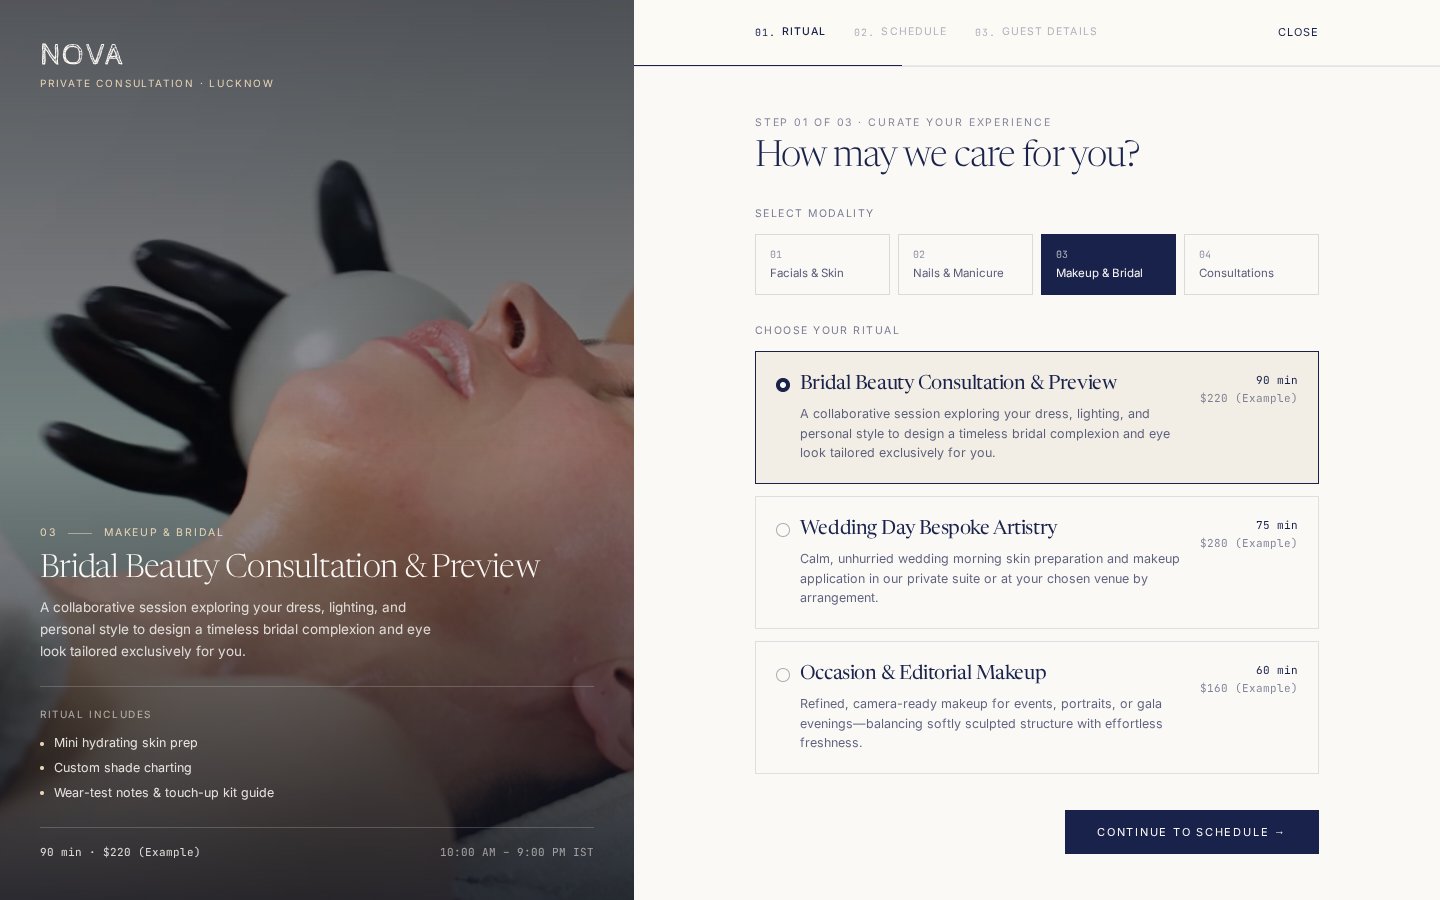 NOVA
PRIVATE CONSULTATION · LUCKNOW
03 — MAKEUP & BRIDAL
Bridal Beauty Consultation & Preview
A collaborative session exploring your dress, lighting, and
personal style to design a timeless bridal complexion and eye
look tailored exclusively for you.
RITUAL INCLUDES
• Mini hydrating skin prep
• Custom shade charting
• Wear-test notes & touch-up kit guide
90 min · $220 (Example)
10:00 AM – 9:00 PM IST
01. RITUAL
02. SCHEDULE
03. GUEST DETAILS
CLOSE
STEP 01 OF 03 · CURATE YOUR EXPERIENCE
How may we care for you?
SELECT MODALITY
01
Facials & Skin
02
Nails & Manicure
03
Makeup & Bridal
04
Consultations
CHOOSE YOUR RITUAL
Bridal Beauty Consultation & Preview
90 min
$220 (Example)
A collaborative session exploring your dress, lighting, and
personal style to design a timeless bridal complexion and eye
look tailored exclusively for you.
Wedding Day Bespoke Artistry
75 min
$280 (Example)
Calm, unhurried wedding morning skin preparation and makeup
application in our private suite or at your chosen venue by
arrangement.
Occasion & Editorial Makeup
60 min
$160 (Example)
Refined, camera-ready makeup for events, portraits, or gala
evenings—balancing softly sculpted structure with effortless
freshness.
CONTINUE TO SCHEDULE →